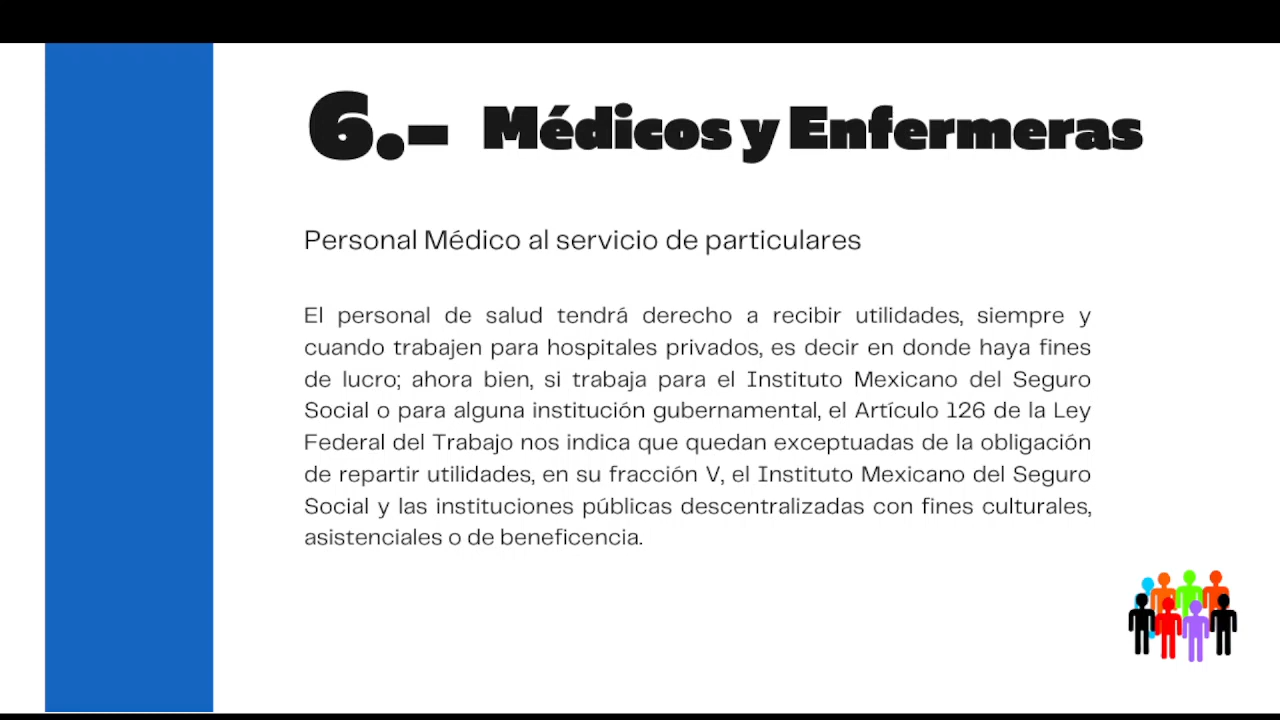 6.- Médicos y Enfermeras
Personal Médico al servicio de particulares
El personal de salud tendrá derecho a recibir utilidades, siempre y
cuando trabajen para hospitales privados, es decir en donde haya fines
de lucro; ahora bien, si trabaja para el Instituto Mexicano del Seguro
Social o para alguna institución gubernamental, el Artículo 126 de la Ley
Federal del Trabajo nos indica que quedan exceptuadas de la obligación
de repartir utilidades, en su fracción V, el Instituto Mexicano del Seguro
Social y las instituciones públicas descentralizadas con fines culturales,
asistenciales o de beneficencia.